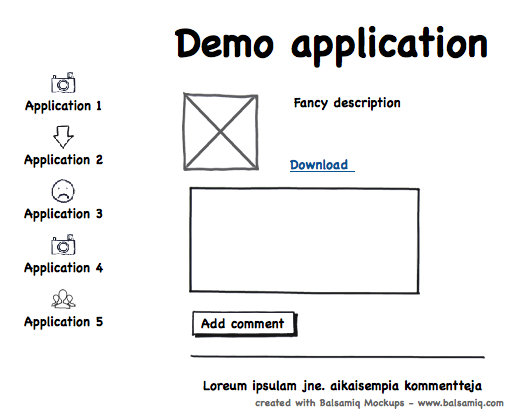 Demo application
Application 1
Application 2
Application 3
Application 4
Application 5
Fancy description
Download
Add comment
Loreum ipsulam jne. aikaisempia kommentteja
created with Balsamiq Mockups - www.balsamiq.com